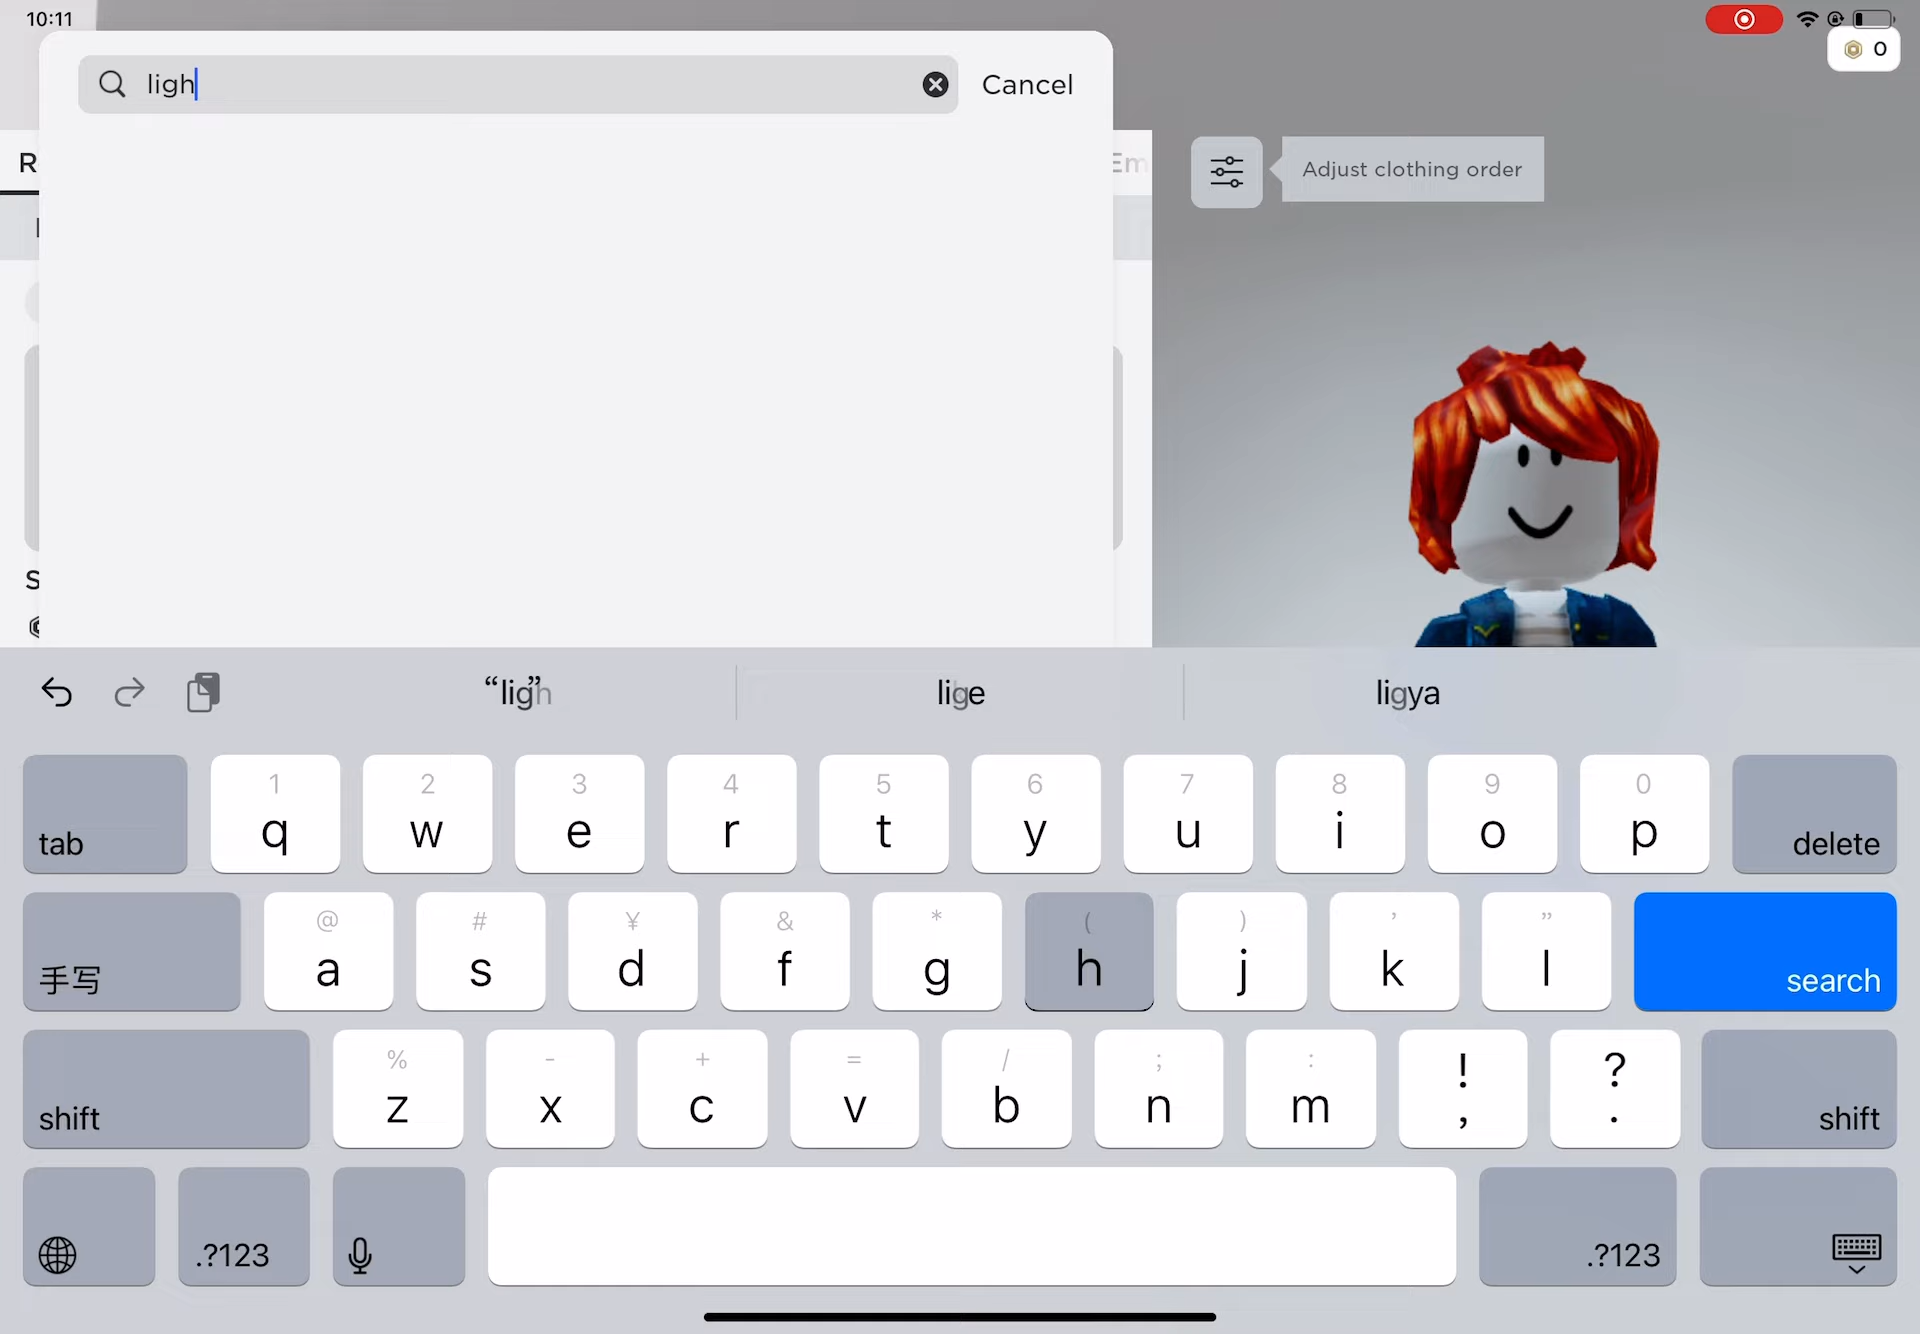 10:11
0
ligh
Cancel
R
Em
Adjust clothing order
S
“ligh”
lige
ligya
tab
1 2 3 4 5 6 7 8 9 0
q w e r t y u i o p
delete
手写
@ # ¥ & * ( ) ’ ”
a s d f g h j k l
search
shift
% - + = / ; : ! ?
z x c v b n m , .
shift
.?123
.?123